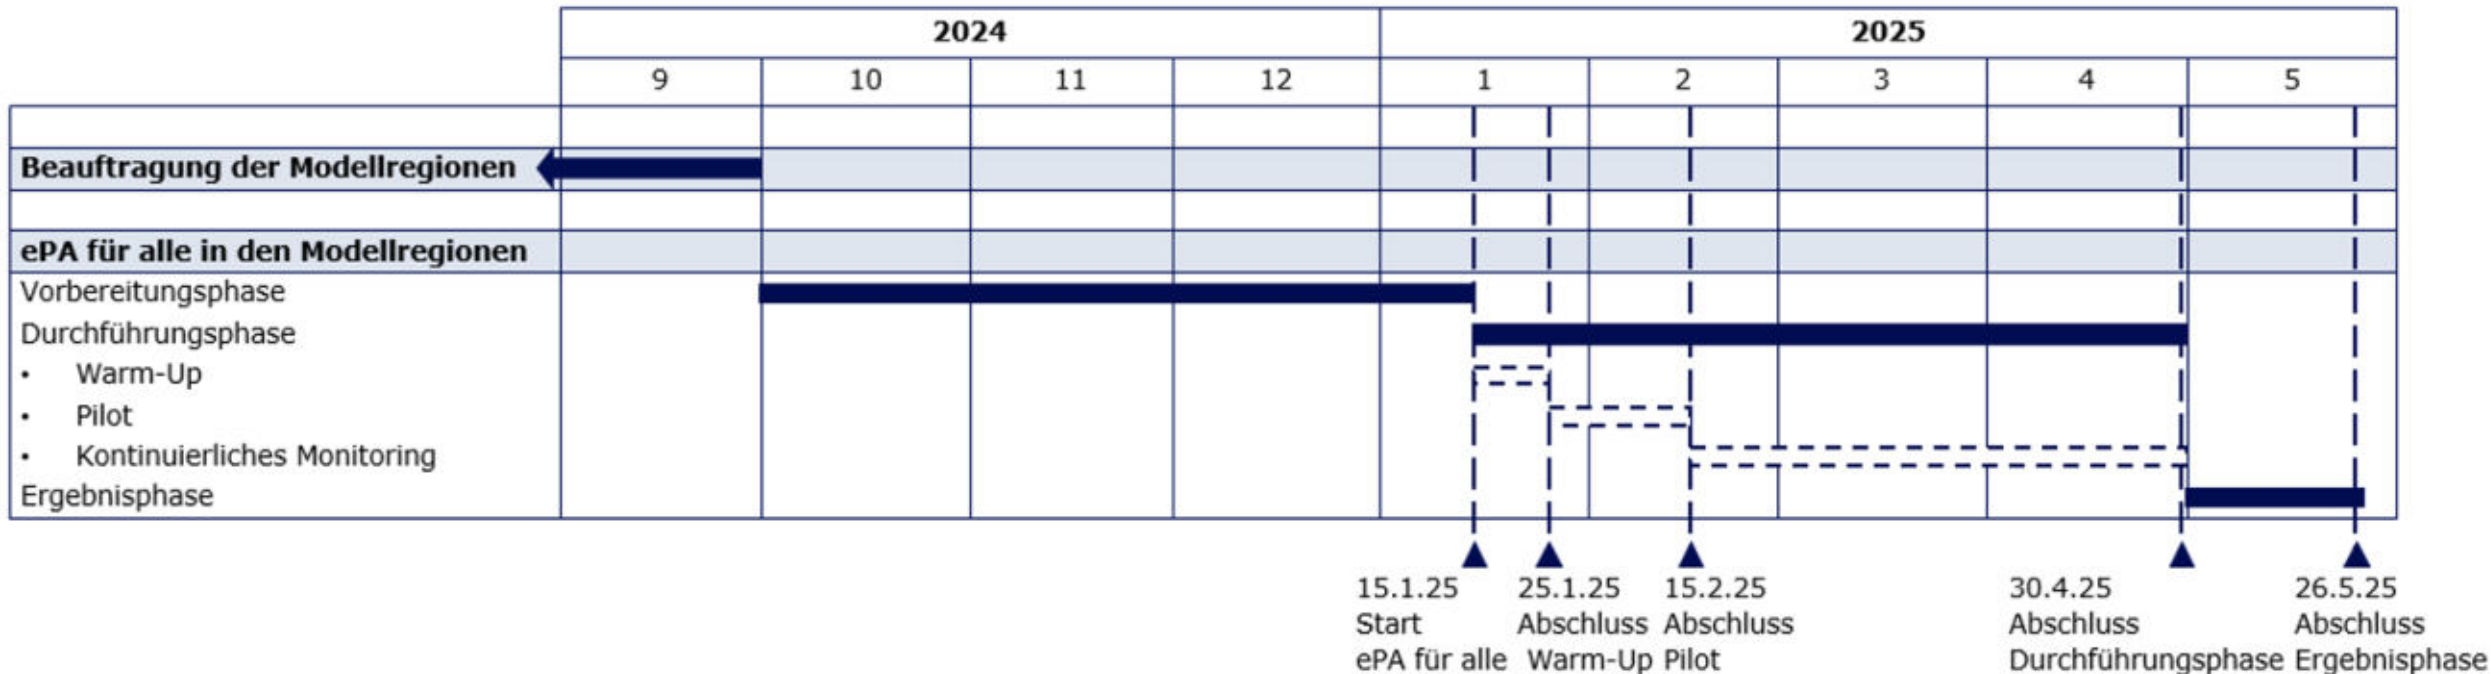 2024 2025
9 10 11 12 1 2 3 4 5
Beauftragung der Modellregionen
ePA für alle in den Modellregionen
Vorbereitungsphase
Durchführungsphase
• Warm-Up
• Pilot
• Kontinuierliches Monitoring
Ergebnisphase
15.1.25 25.1.25 15.2.25 30.4.25 26.5.25
Start Abschluss Abschluss Abschluss Abschluss
ePA für alle Warm-Up Pilot Durchführungsphase Ergebnisphase